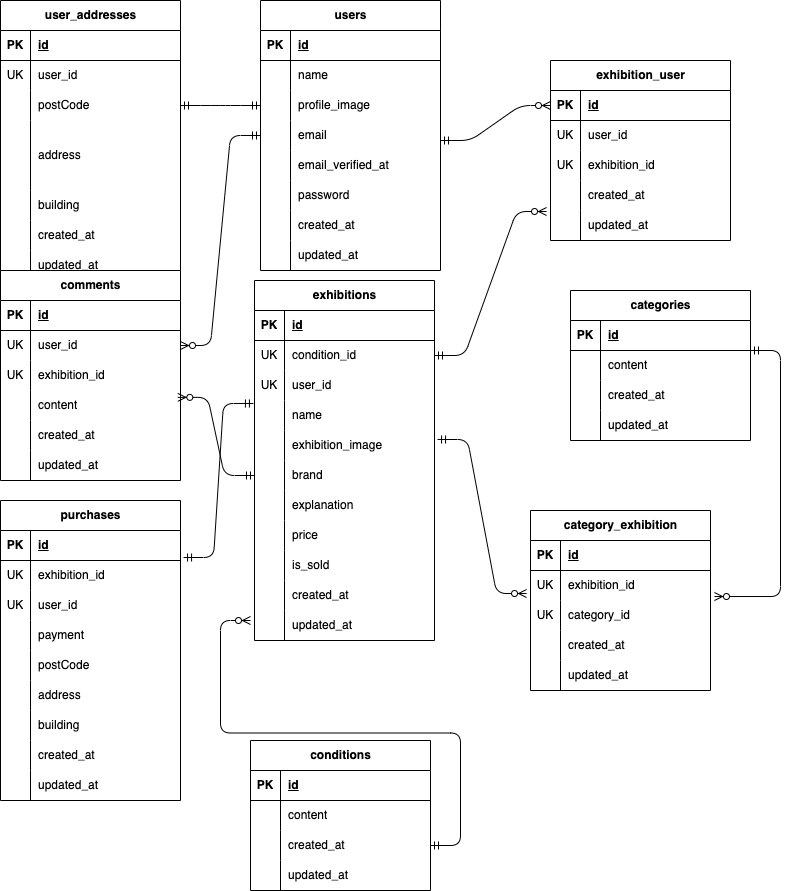 user_addresses
PK id
UK user_id
postCode
address
building
created_at
updated_at
users
PK id
name
profile_image
email
email_verified_at
password
created_at
updated_at
exhibition_user
PK id
UK user_id
UK exhibition_id
created_at
updated_at
comments
PK id
UK user_id
UK exhibition_id
content
created_at
updated_at
exhibitions
PK id
UK condition_id
UK user_id
name
exhibition_image
brand
explanation
price
is_sold
created_at
updated_at
categories
PK id
content
created_at
updated_at
purchases
PK id
UK exhibition_id
UK user_id
payment
postCode
address
building
created_at
updated_at
category_exhibition
PK id
UK exhibition_id
UK category_id
created_at
updated_at
conditions
PK id
content
created_at
updated_at